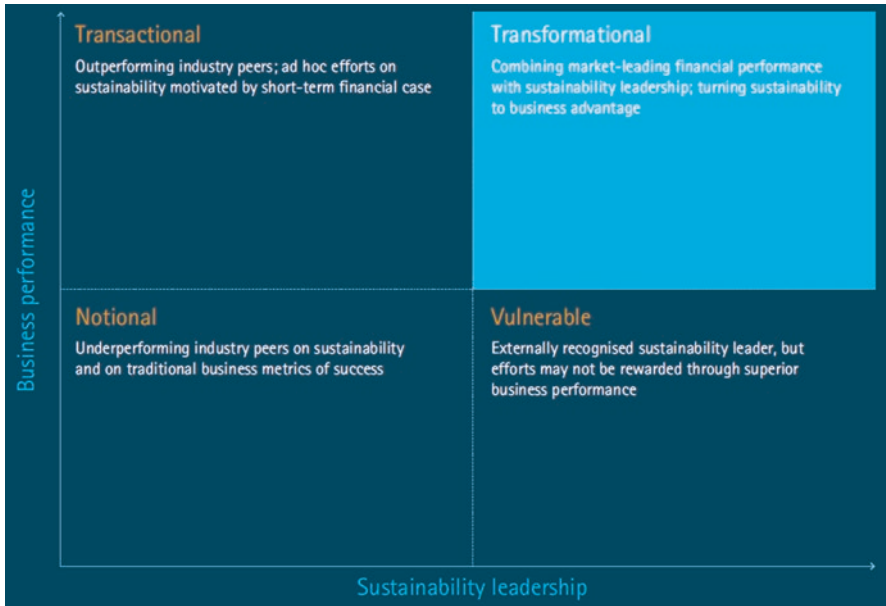 Transactional
Outperforming industry peers; ad hoc efforts on
sustainability motivated by short-term financial case
Transformational
Combining market-leading financial performance
with sustainability leadership; turning sustainability
to business advantage
Business performance
Notional
Underperforming industry peers on sustainability
and on traditional business metrics of success
Vulnerable
Externally recognised sustainability leader, but
efforts may not be rewarded through superior
business performance
Sustainability leadership